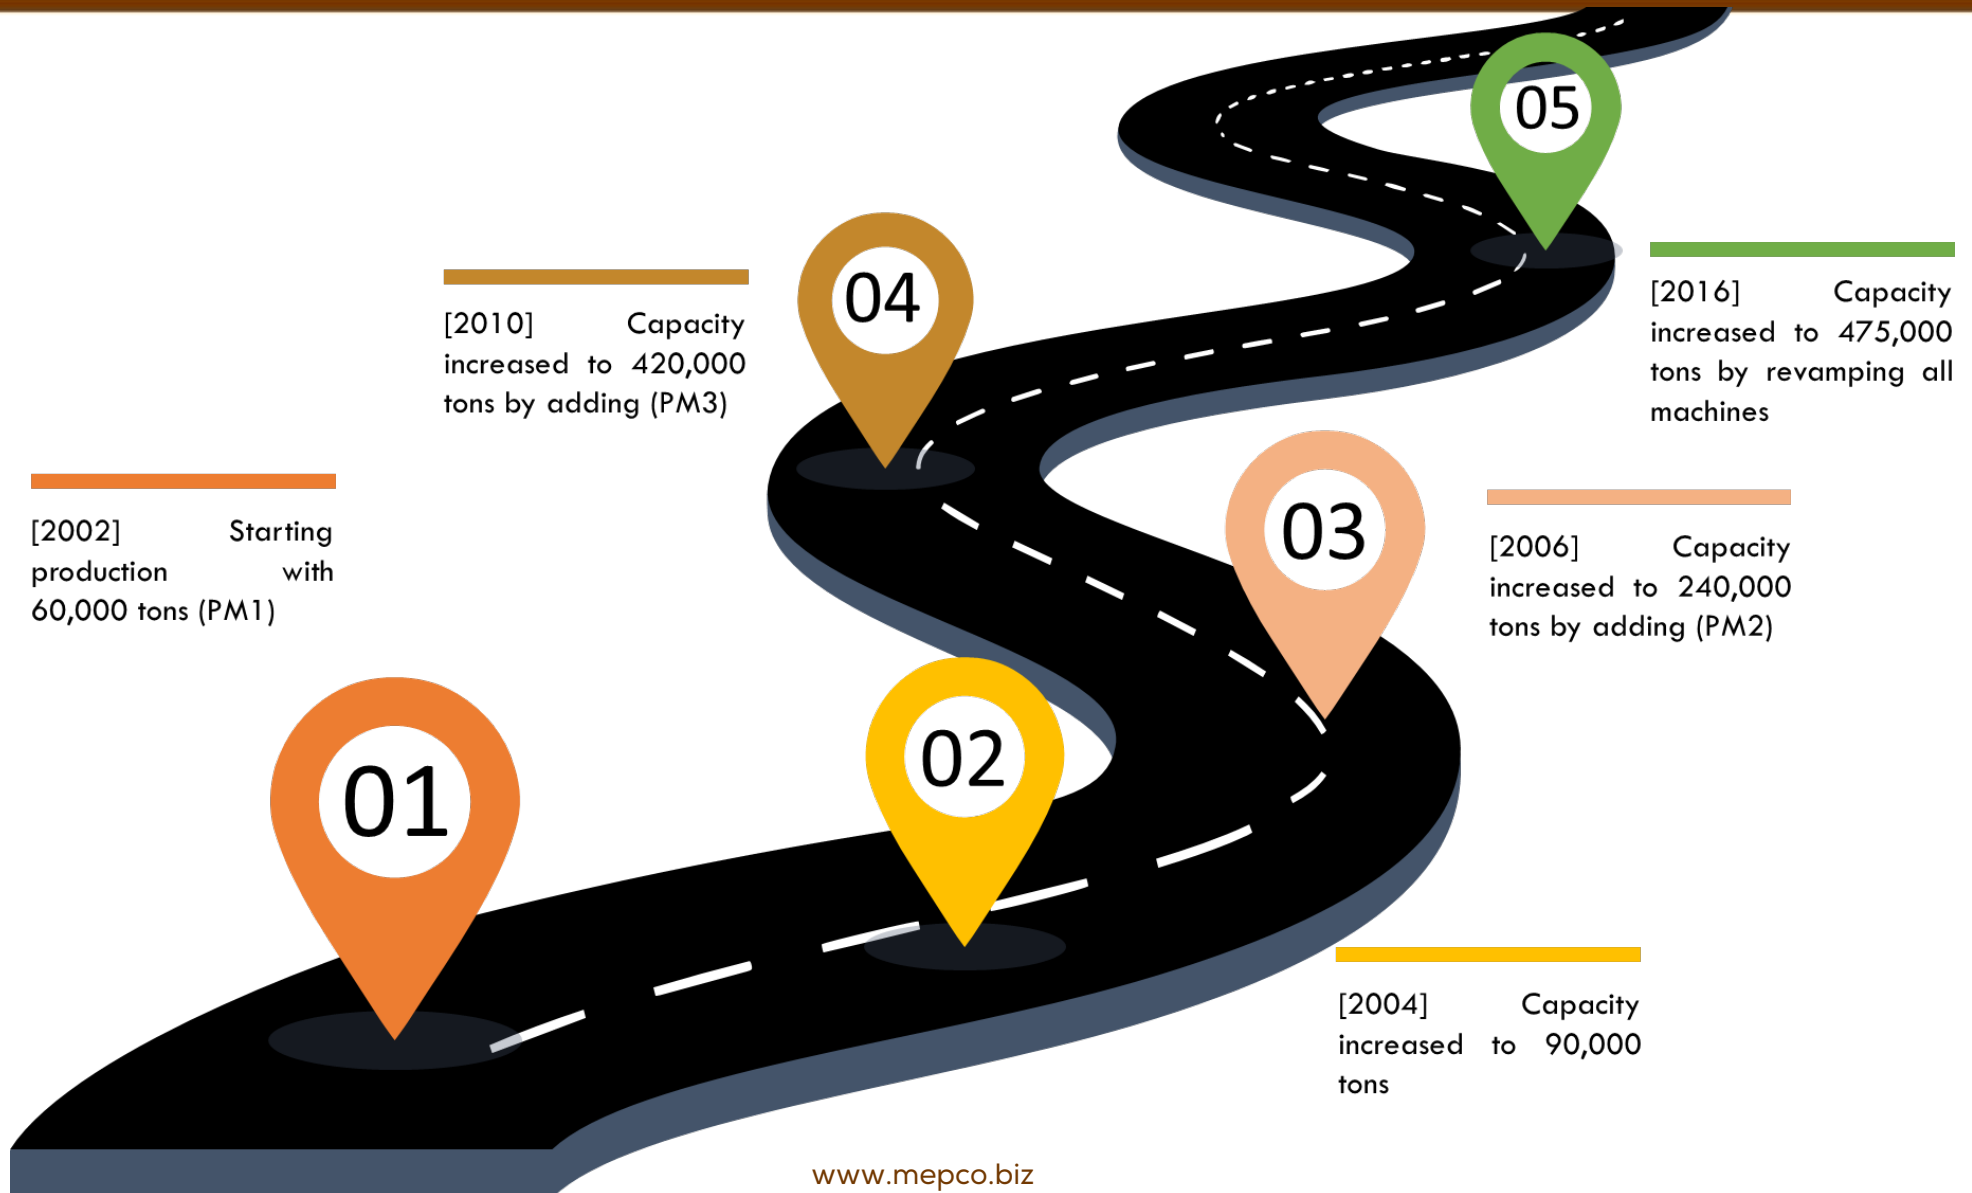 01
[2002] Starting
production with
60,000 tons (PM1)
02
[2004] Capacity
increased to 90,000
tons
03
[2006] Capacity
increased to 240,000
tons by adding (PM2)
04
[2010] Capacity
increased to 420,000
tons by adding (PM3)
05
[2016] Capacity
increased to 475,000
tons by revamping all
machines
www.mepco.biz